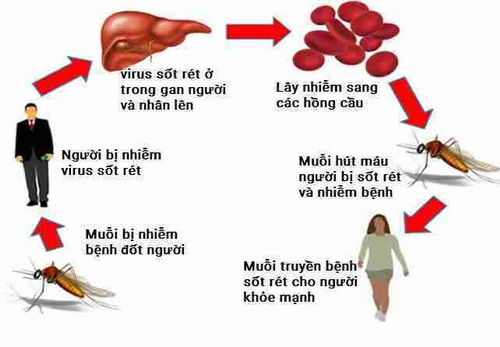 virus sốt rét ở
trong gan người
và nhân lên
Lây nhiễm sang
các hồng cầu
Người bị nhiễm
virus sốt rét
Muỗi hút máu
người bị sốt rét
và nhiễm bệnh
Muỗi bị nhiễm
bệnh đốt người
Muỗi truyền bệnh
sốt rét cho người
khỏe mạnh